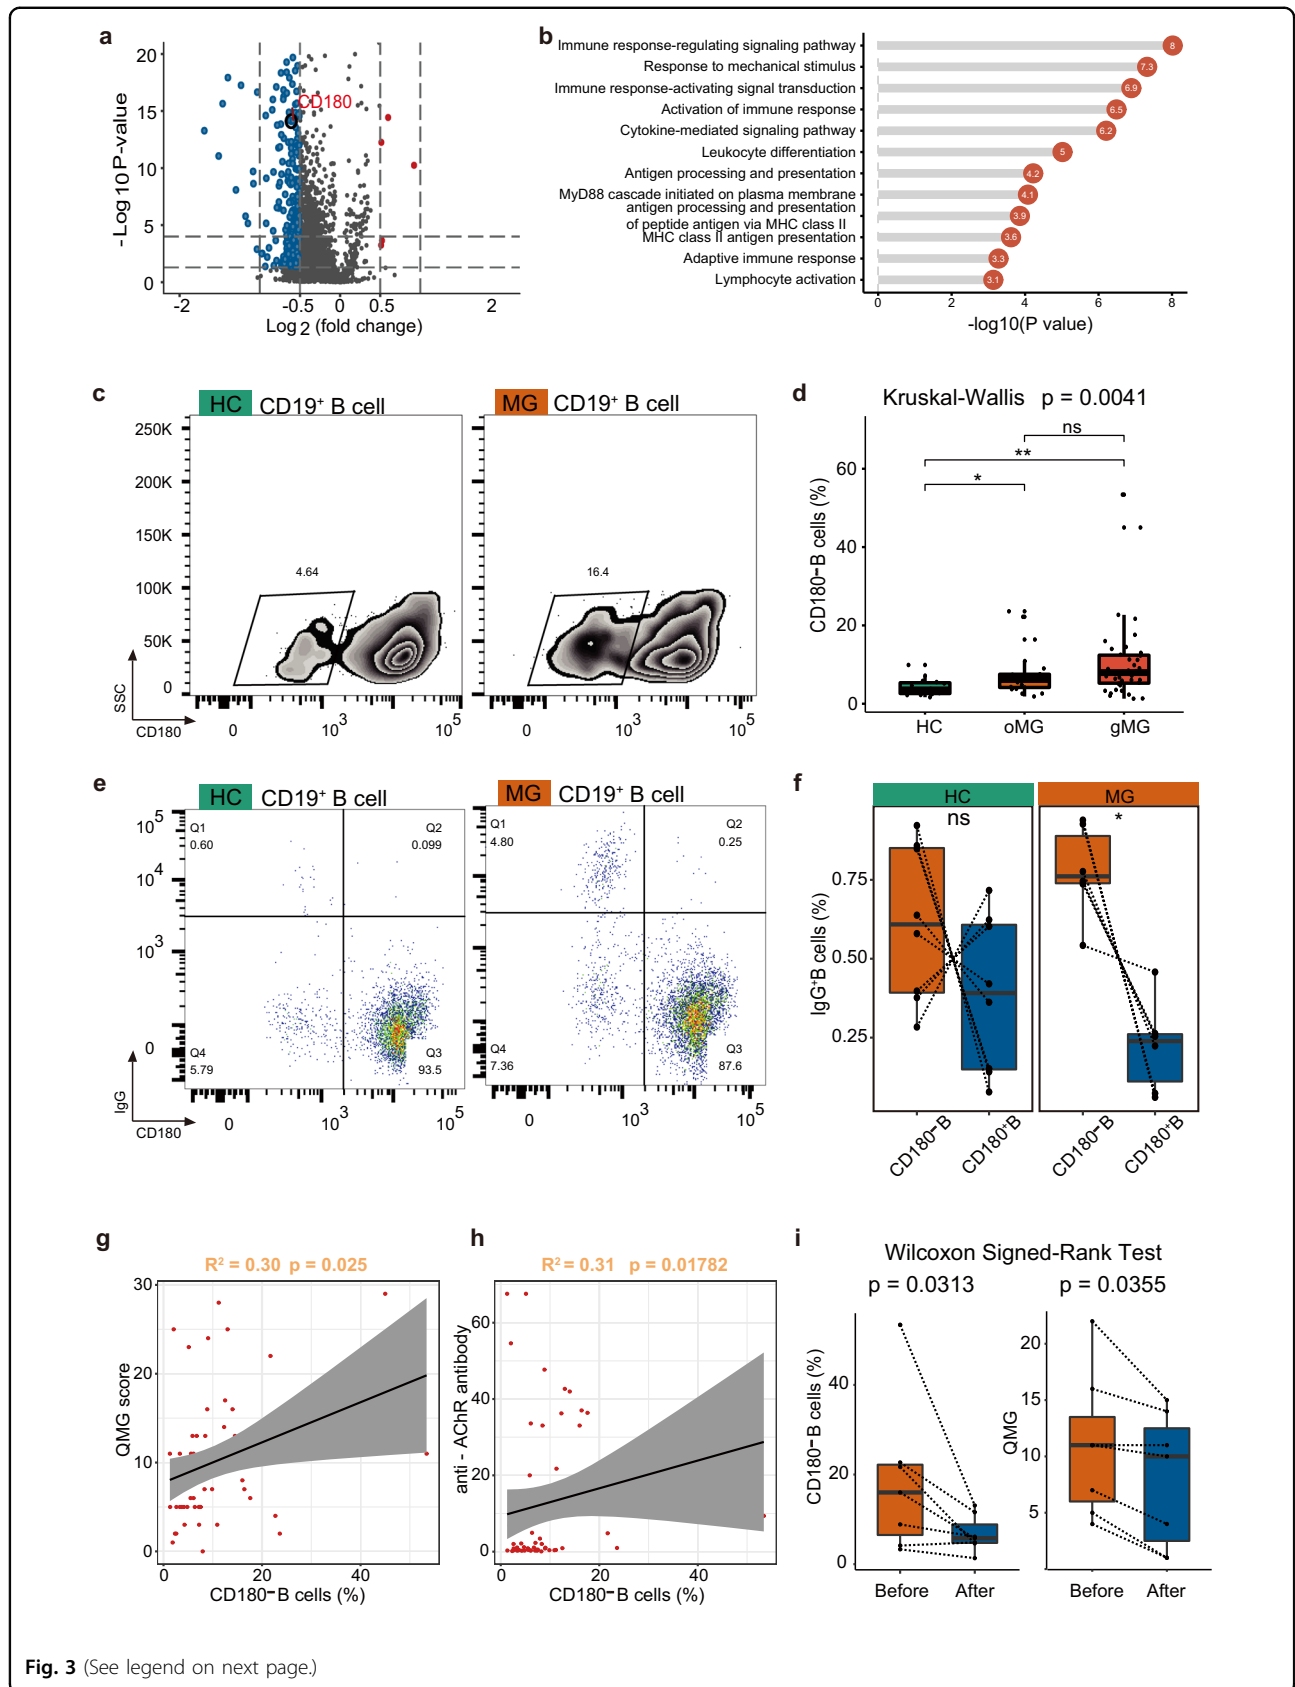 a
20
15
10
5
0
-Log10P-value
CD180
-2
-0.5
0
0.5
2
Log2 (fold change)
b
Immune response-regulating signaling pathway
8
Response to mechanical stimulus
7.3
Immune response-activating signal transduction
6.9
Activation of immune response
6.5
Cytokine-mediated signaling pathway
6.2
Leukocyte differentiation
5
Antigen processing and presentation
4.2
MyD88 cascade initiated on plasma membrane
4.1
antigen processing and presentation
of peptide antigen via MHC class II
3.9
MHC class II antigen presentation
3.6
Adaptive immune response
3.3
Lymphocyte activation
3.1
0 2 4 6 8
-log10(P value)
c
HC CD19⁺ B cell
MG CD19⁺ B cell
250K
200K
150K
100K
50K
0
4.64
16.4
SSC
CD180
0 10³ 10⁵
0 10³ 10⁵
d
Kruskal-Wallis p = 0.0041
ns
**
*
60
40
20
0
CD180⁻B cells (%)
HC oMG gMG
e
HC CD19⁺ B cell
MG CD19⁺ B cell
10⁵
10⁴
10³
0
Q1
0.60
Q2
0.099
Q4
5.79
Q3
93.5
Q1
4.80
Q2
0.25
Q4
7.36
Q3
87.6
IgG
CD180
0 10³ 10⁵
0 10³ 10⁵
f
HC
MG
ns
*
0.75
0.50
0.25
IgG⁺B cells (%)
CD180⁻B
CD180⁺B
CD180⁻B
CD180⁺B
g
R² = 0.30 p = 0.025
30
20
10
0
QMG score
0 20 40
CD180⁻B cells (%)
h
R² = 0.31 p = 0.01782
60
40
20
0
anti - AChR antibody
0 20 40
CD180⁻B cells (%)
i
Wilcoxon Signed-Rank Test
p = 0.0313
p = 0.0355
40
20
0
CD180⁻B cells (%)
Before After
20
15
10
5
QMG
Before After
Fig. 3 (See legend on next page.)